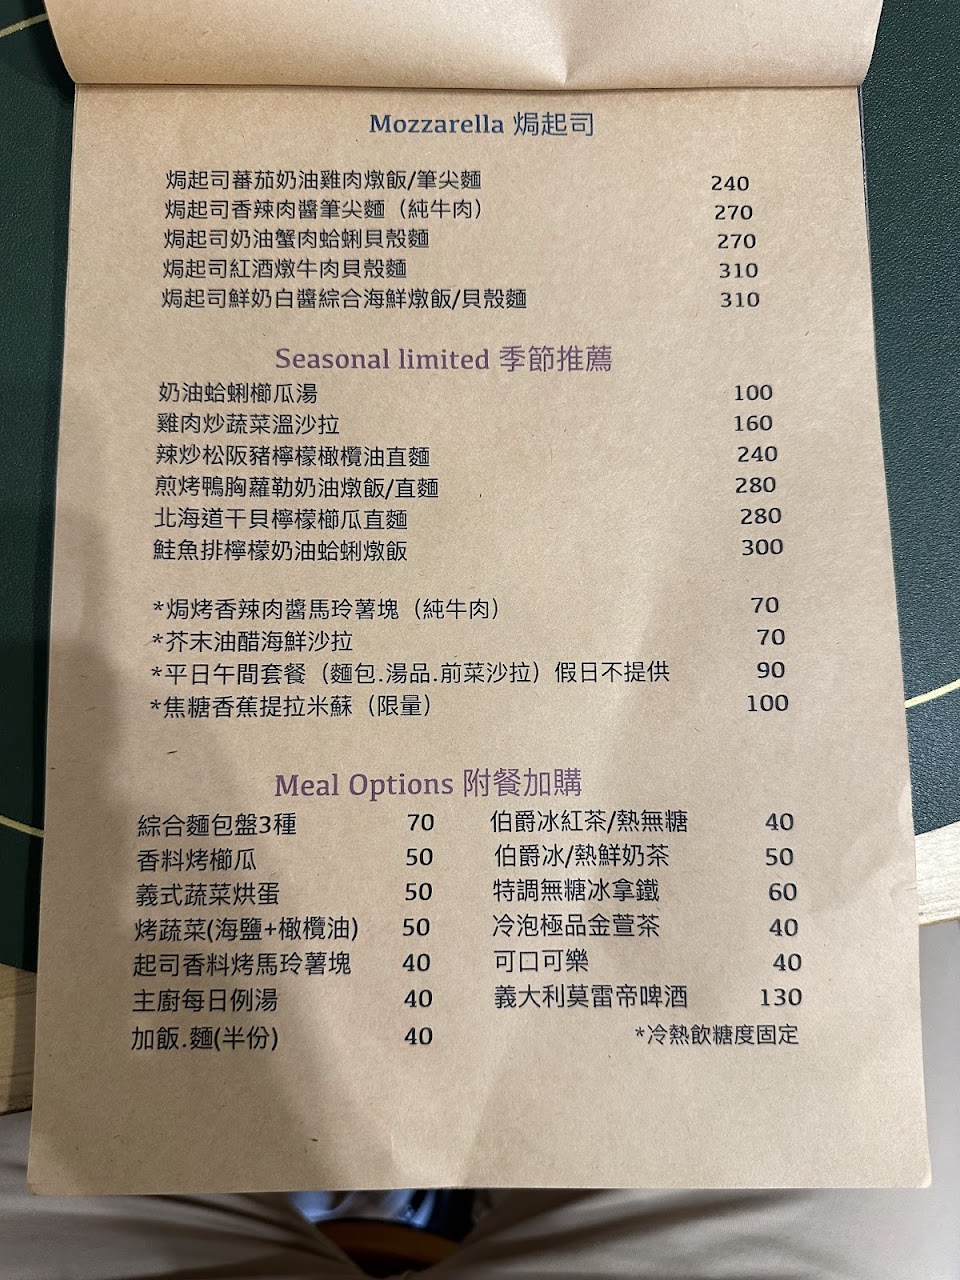 Mozzarella 焗起司
焗起司蕃茄奶油雞肉燉飯/筆尖麵 240
焗起司香辣肉醬筆尖麵（純牛肉） 270
焗起司奶油蟹肉蛤蜊貝殼麵 270
焗起司紅酒燉牛肉貝殼麵 310
焗起司鮮奶白醬綜合海鮮燉飯/貝殼麵 310
Seasonal limited 季節推薦
奶油蛤蜊櫛瓜湯 100
雞肉炒蔬菜溫沙拉 160
辣炒松阪豬檸檬橄欖油直麵 240
煎烤鴨胸蘿勒奶油燉飯/直麵 280
北海道干貝檸檬櫛瓜直麵 280
鮭魚排檸檬奶油蛤蜊燉飯 300
*焗烤香辣肉醬馬玲薯塊（純牛肉） 70
*芥末油醋海鮮沙拉 70
*平日午間套餐（麵包.湯品.前菜沙拉）假日不提供 90
*焦糖香蕉提拉米蘇（限量） 100
Meal Options 附餐加購
綜合麵包盤3種 70 伯爵冰紅茶/熱無糖 40
香料烤櫛瓜 50 伯爵冰/熱鮮奶茶 50
義式蔬菜烘蛋 50 特調無糖冰拿鐵 60
烤蔬菜(海鹽+橄欖油) 50 冷泡極品金萱茶 40
起司香料烤馬玲薯塊 40 可口可樂 40
主廚每日例湯 40 義大利莫雷帝啤酒 130
加飯.麵(半份) 40 *冷熱飲糖度固定